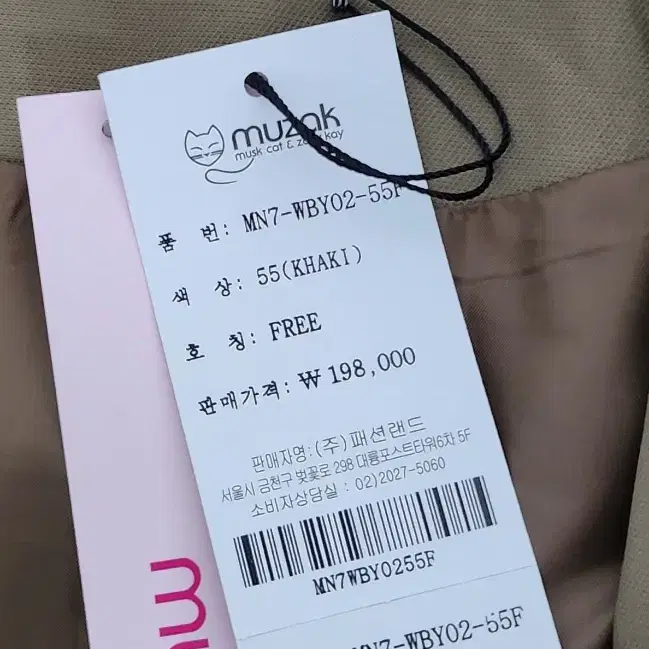 muzak
musk cat & zany kay
품 번: MN7-WBY02-55F
색 상: 55(KHAKI)
호 칭: FREE
판매가격: ₩ 198,000
판매자명: (주)패션랜드
서울시 금천구 벚꽃로 298 대륭포스트타워6차 5F
소비자상담실 : 02)2027-5060
MN7WBY0255F
MN7-WBY02-55F
mu